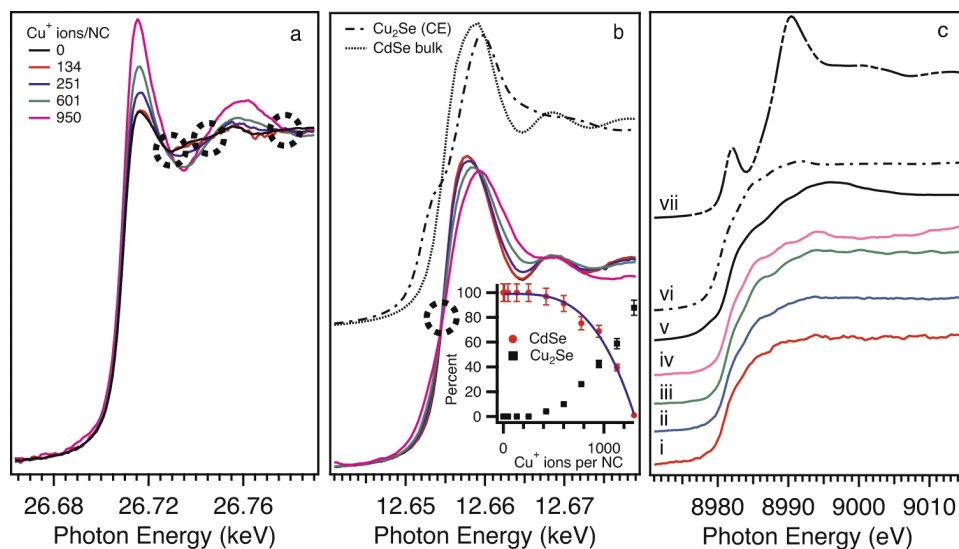 Cu+ ions/NC
0
134
251
601
950
a
26.68 26.72 26.76
Photon Energy (keV)
Cu2Se (CE)
CdSe bulk
b
100
80
60
40
20
0
Percent
CdSe
Cu2Se
0 1000
Cu+ ions per NC
12.65 12.66 12.67
Photon Energy (keV)
c
vii
vi
v
iv
iii
ii
i
8980 8990 9000 9010
Photon Energy (eV)